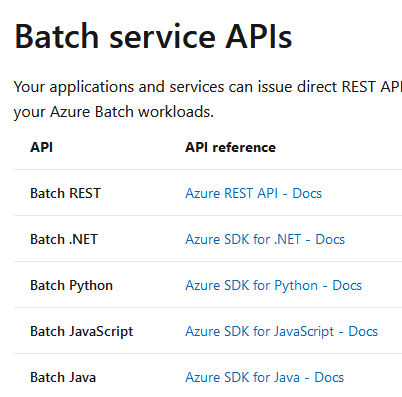 Batch service APIs
Your applications and services can issue direct REST API
your Azure Batch workloads.
API API reference
Batch REST Azure REST API - Docs
Batch .NET Azure SDK for .NET - Docs
Batch Python Azure SDK for Python - Docs
Batch JavaScript Azure SDK for JavaScript - Docs
Batch Java Azure SDK for Java - Docs